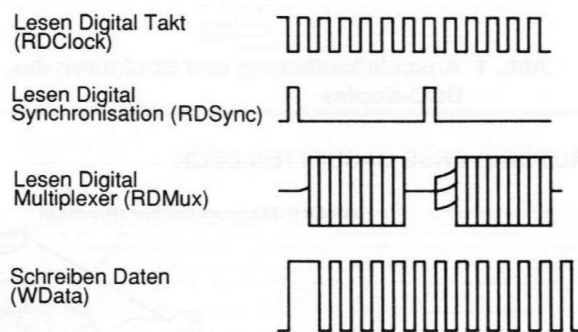 Lesen Digital Takt
(RDClock)
Lesen Digital
Synchronisation (RDSync)
Lesen Digital
Multiplexer (RDMux)
Schreiben Daten
(WData)